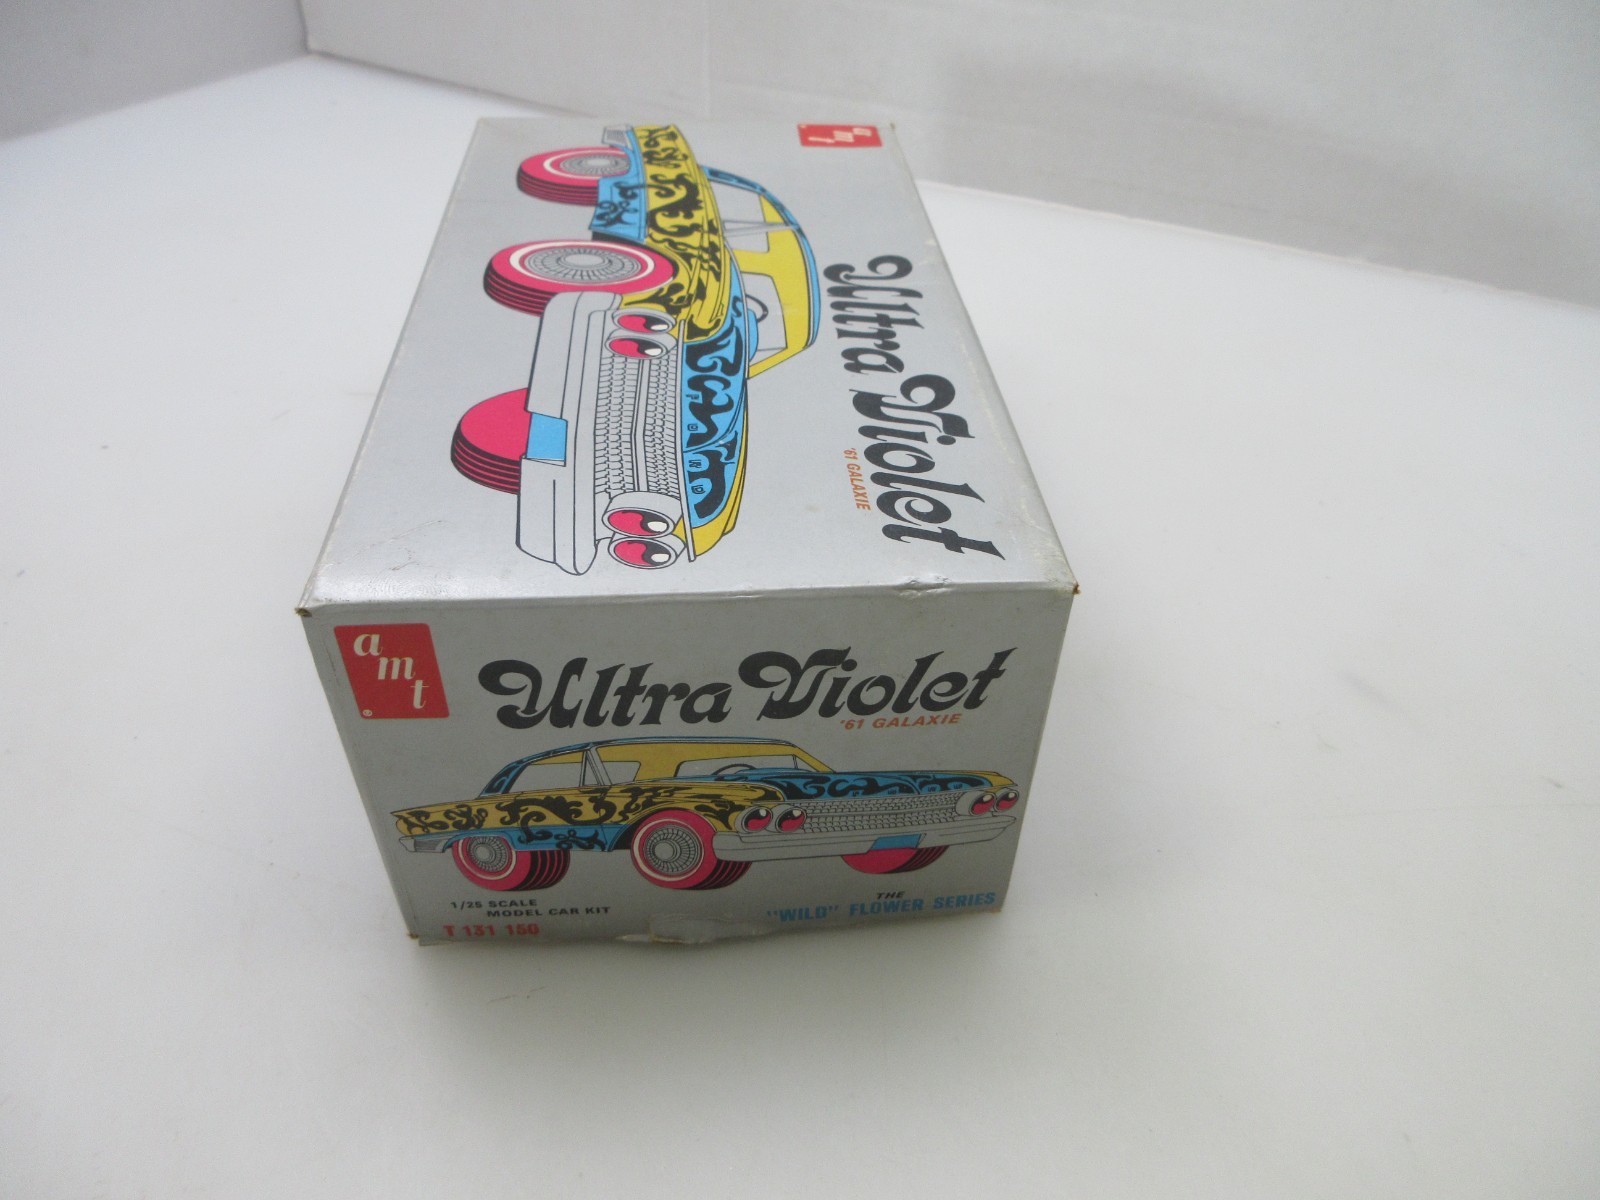 amt
Ultra Violet
'61 GALAXIE
FORD
amt
®
Ultra Violet
'61 GALAXIE
1/25 SCALE
MODEL CAR KIT
T 131 150
THE
"WILD" FLOWER SERIES